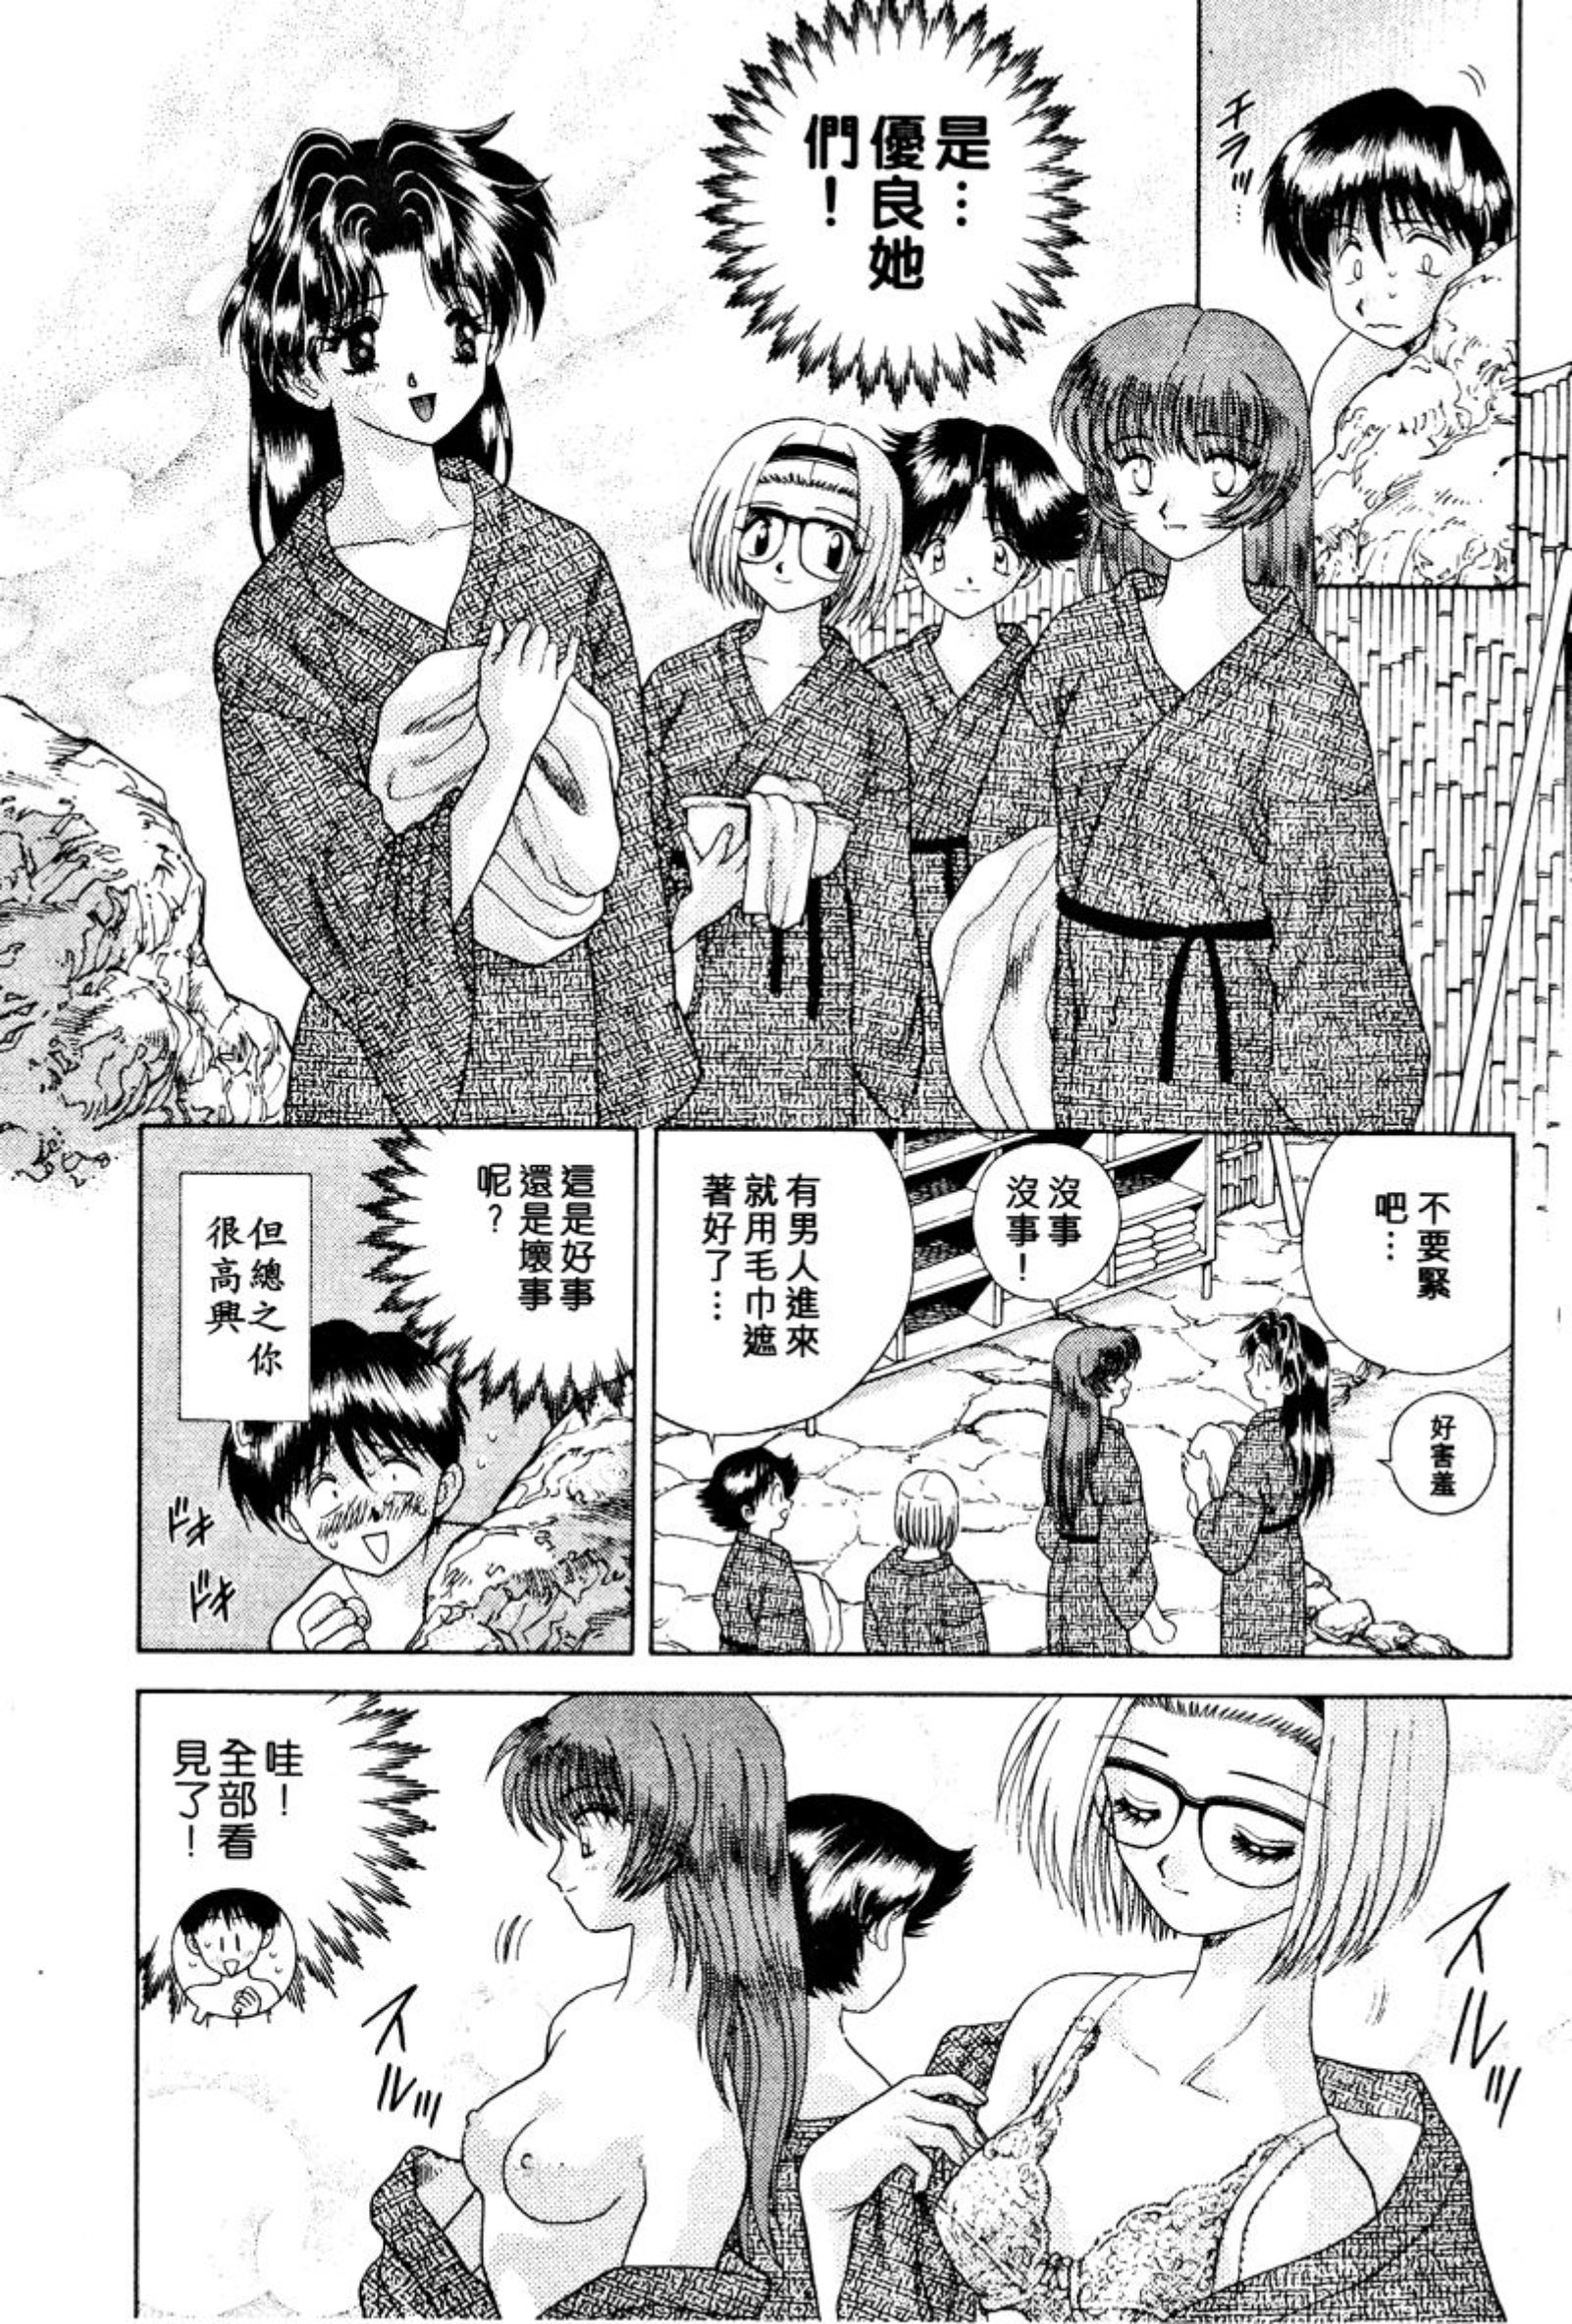 チラ…
是…
優良她
們！
不要緊
吧…
好害羞
沒事
沒事！
有男人進來
就用毛巾遮
著好了…
這是好事
還是壞事
呢？
但總之你
很高興
ドキ
ドキ
スルッ
スルッ
哇！
全部看
見了！